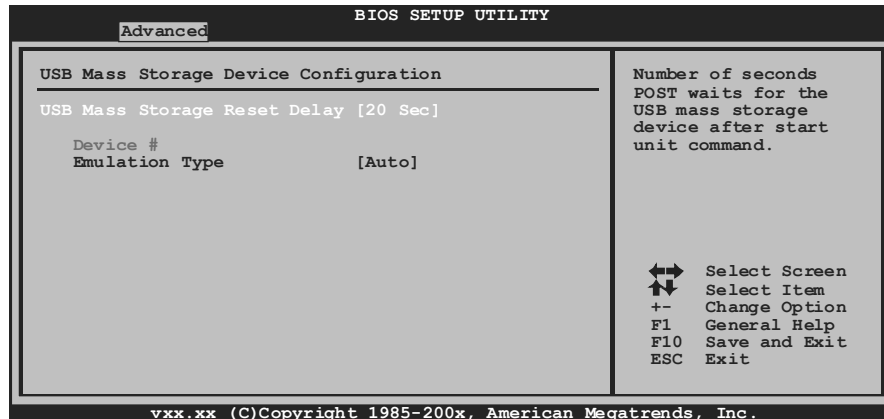 BIOS SETUP UTILITY
Advanced
USB Mass Storage Device Configuration
USB Mass Storage Reset Delay [20 Sec]
Device #
Emulation Type [Auto]
Number of seconds
POST waits for the
USB mass storage
device after start
unit command.
Select Screen
Select Item
+- Change Option
F1 General Help
F10 Save and Exit
ESC Exit
vxx.xx (C)Copyright 1985-200x, American Megatrends, Inc.